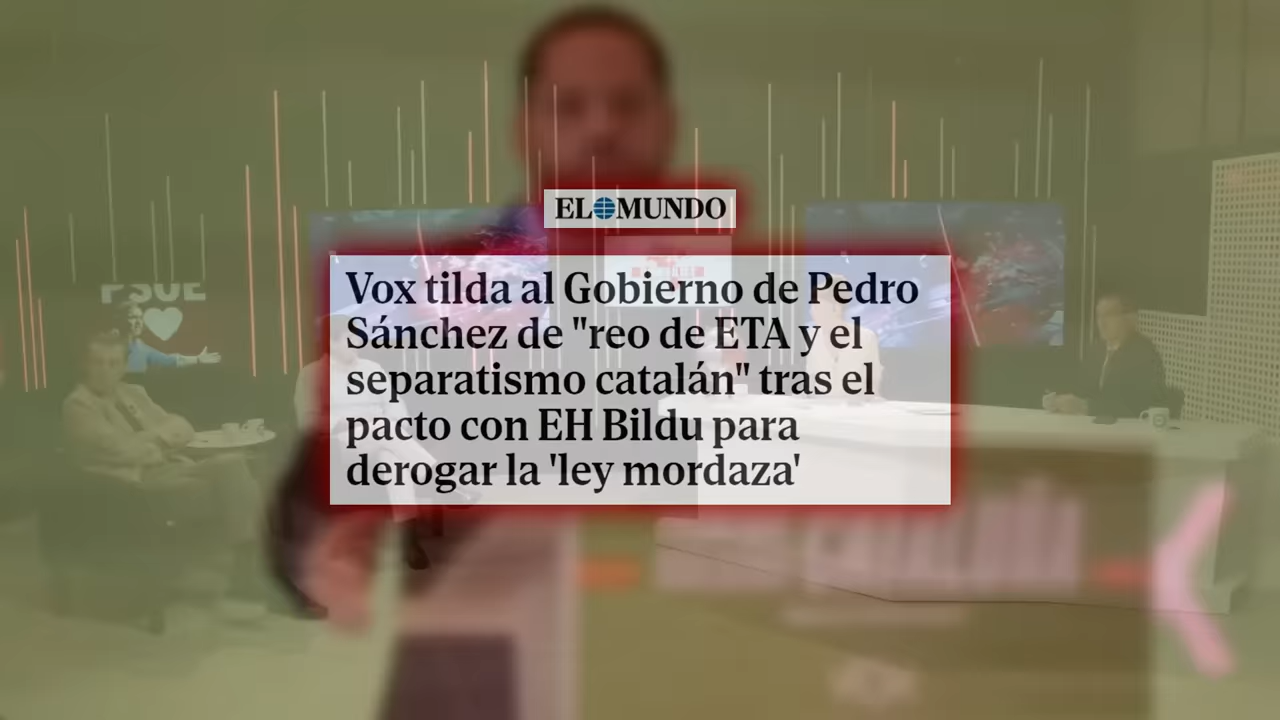 PSOE
EL MUNDO
Vox tilda al Gobierno de Pedro
Sánchez de "reo de ETA y el
separatismo catalán" tras el
pacto con EH Bildu para
derogar la 'ley mordaza'